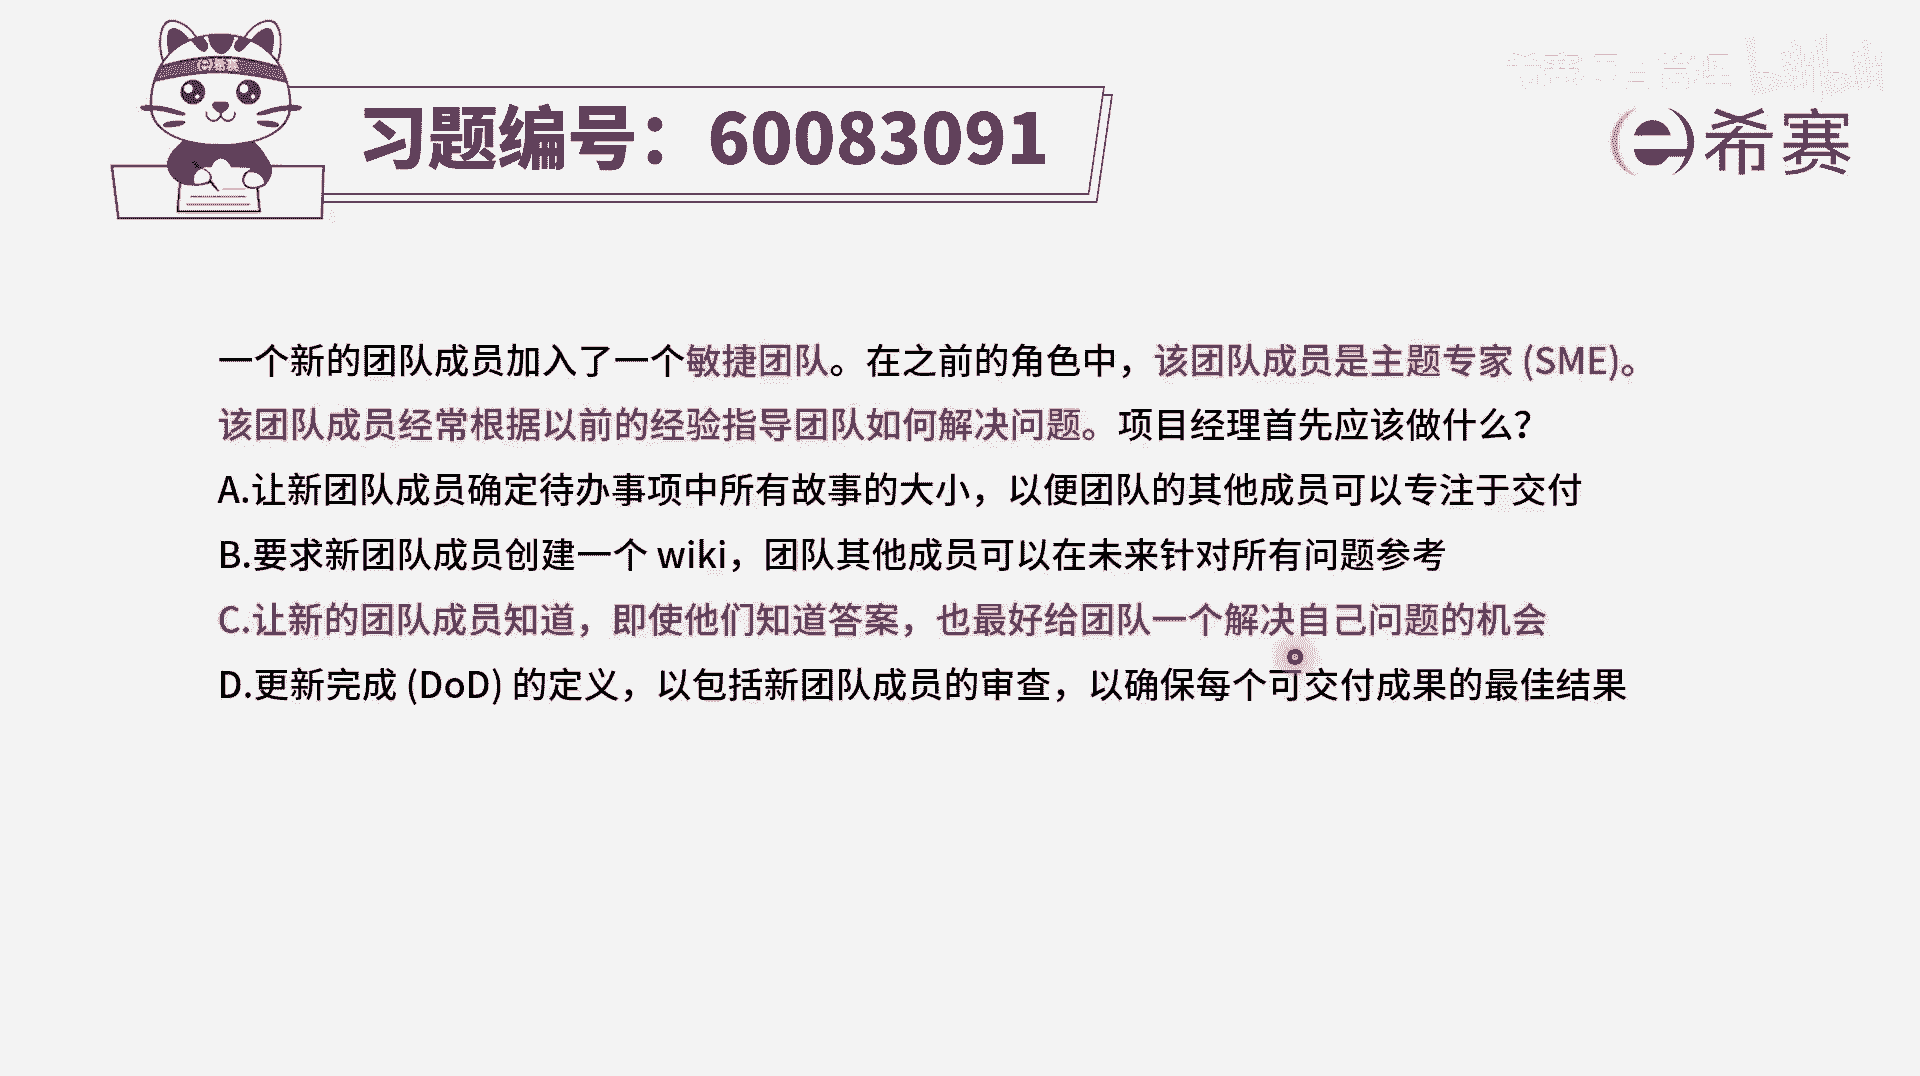 希赛
习题编号：60083091
希赛
一个新的团队成员加入了一个敏捷团队。在之前的角色中，该团队成员是主题专家 (SME)。
该团队成员经常根据以前的经验指导团队如何解决问题。项目经理首先应该做什么？
A.让新团队成员确定待办事项中所有故事的大小，以便团队的其他成员可以专注于交付
B.要求新团队成员创建一个 wiki，团队其他成员可以在未来针对所有问题参考
C.让新的团队成员知道，即使他们知道答案，也最好给团队一个解决自己问题的机会
D.更新完成 (DoD) 的定义，以包括新团队成员的审查，以确保每个可交付成果的最佳结果